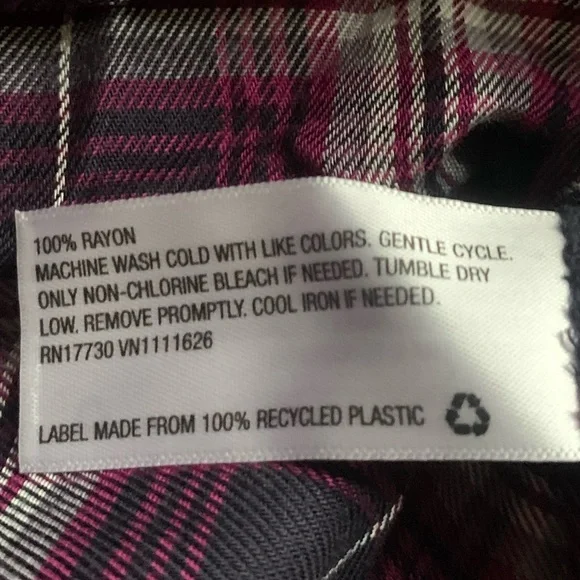 100% RAYON
MACHINE WASH COLD WITH LIKE COLORS. GENTLE CYCLE.
ONLY NON-CHLORINE BLEACH IF NEEDED. TUMBLE DRY
LOW. REMOVE PROMPTLY. COOL IRON IF NEEDED.
RN17730 VN1111626
LABEL MADE FROM 100% RECYCLED PLASTIC